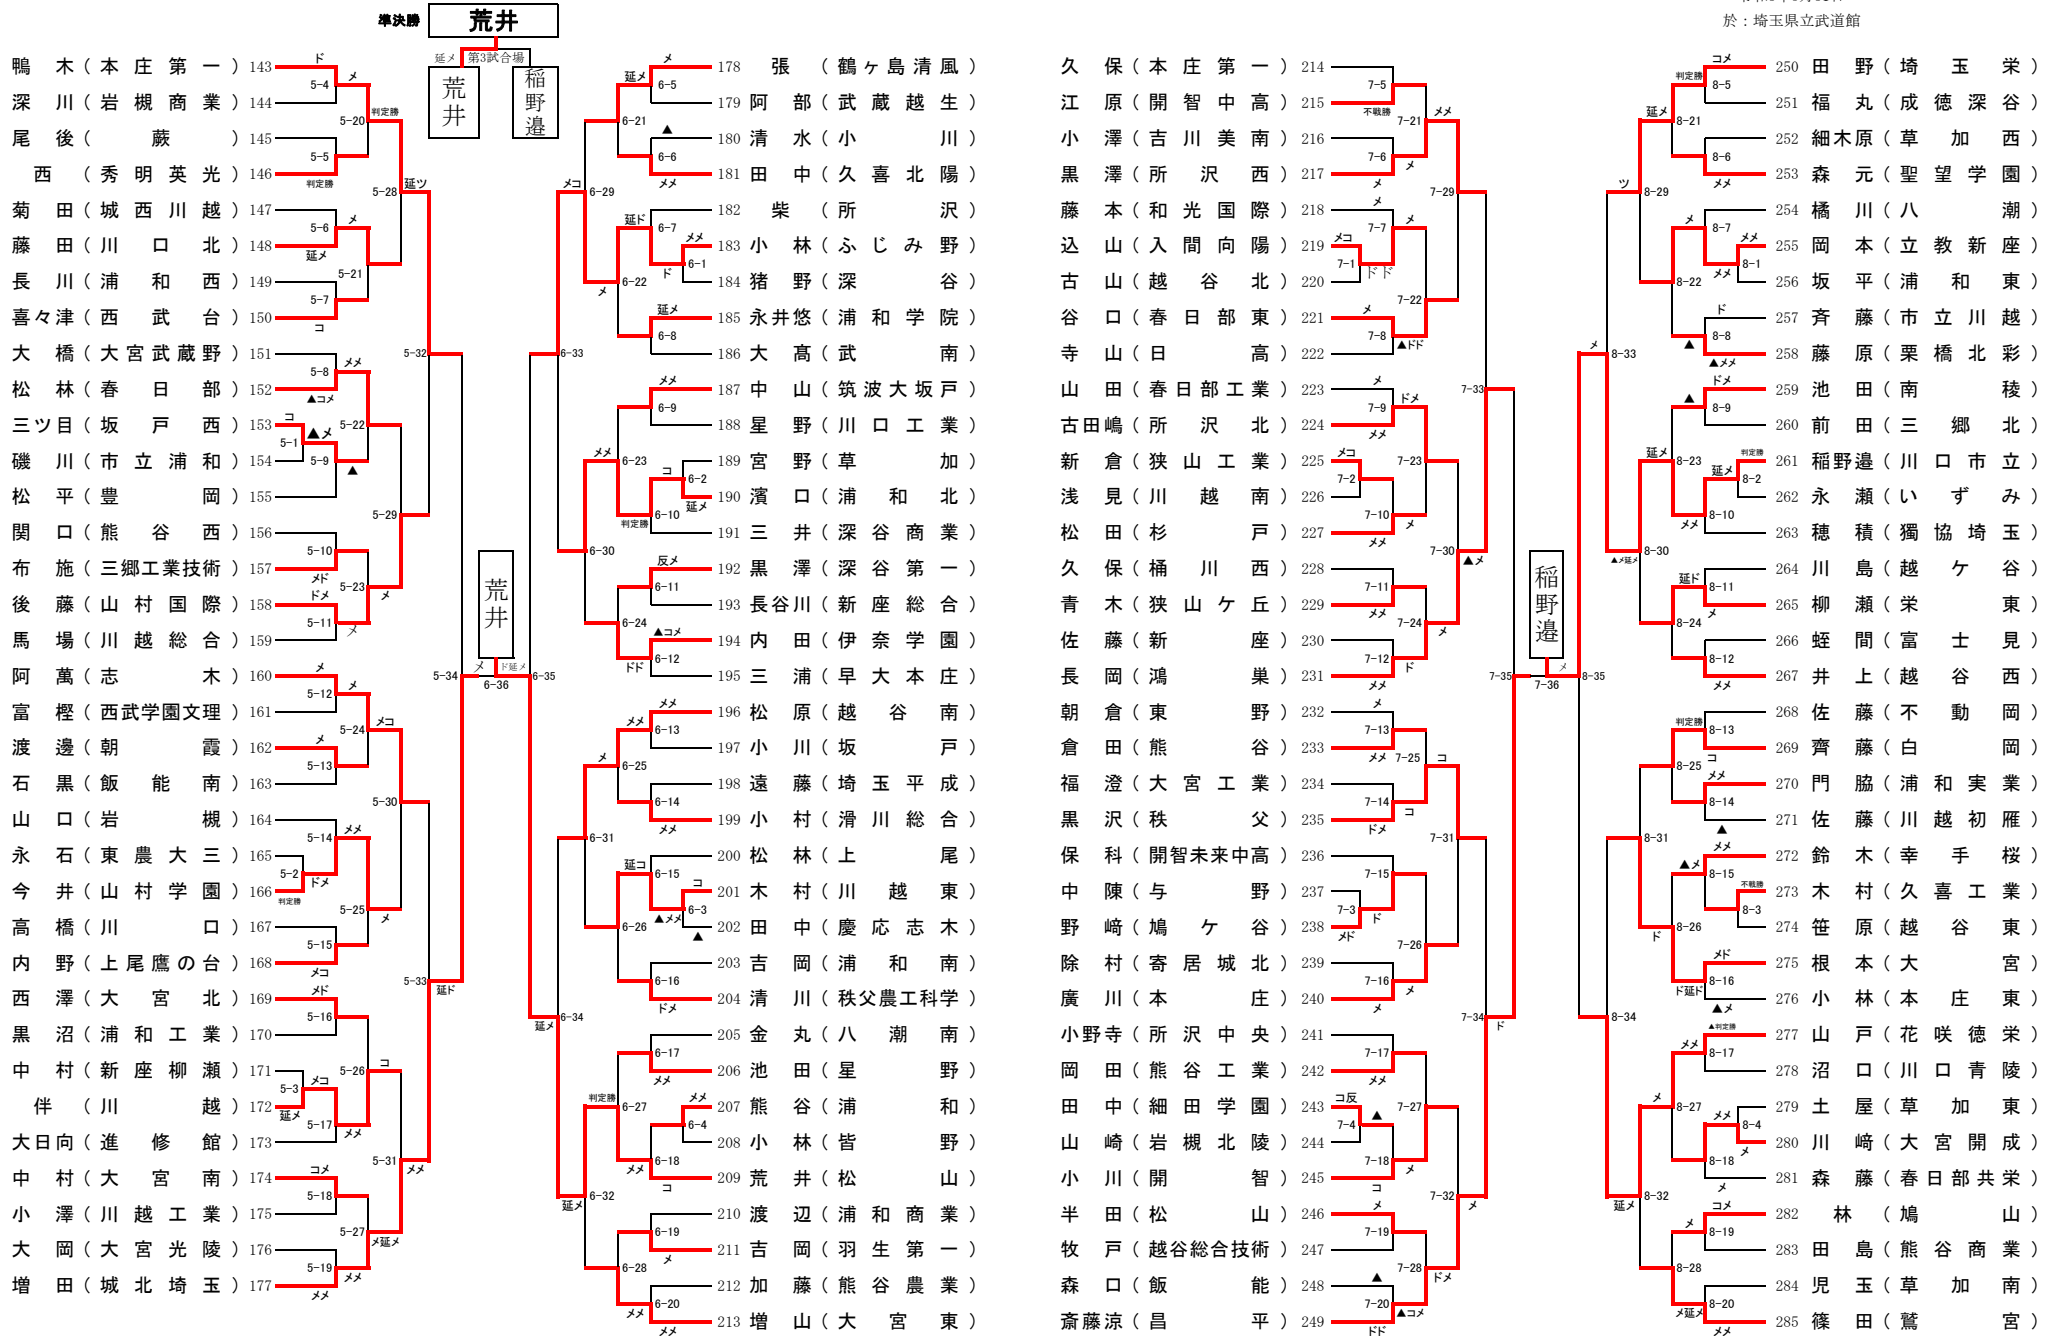 準決勝 荒井
於：埼玉県立武道館
延メ 第3試合場
荒井 稲野邉
鴨木（本庄第一）143
深川（岩槻商業）144
尾後（蕨）145
西（秀明英光）146
菊田（城西川越）147
藤田（川口北）148
長川（浦和西）149
喜々津（西武台）150
大橋（大宮武蔵野）151
松林（春日部）152
三ツ目（坂戸西）153
磯川（市立浦和）154
松平（豊岡）155
関口（熊谷西）156
布施（三郷工業技術）157
後藤（山村国際）158
馬場（川越総合）159
阿萬（志木）160
富樫（西武学園文理）161
渡邊（朝霞）162
石黒（飯能南）163
山口（岩槻）164
永石（東農大三）165
今井（山村学園）166
高橋（川口）167
内野（上尾鷹の台）168
西澤（大宮北）169
黒沼（浦和工業）170
中村（新座柳瀬）171
伴（川越）172
大日向（進修館）173
中村（大宮南）174
小澤（川越工業）175
大岡（大宮光陵）176
増田（城北埼玉）177
178 張（鶴ヶ島清風）
179 阿部（武蔵越生）
180 清水（小川）
181 田中（久喜北陽）
182 柴（所沢）
183 小林（ふじみ野）
184 猪野（深谷）
185 永井悠（浦和学院）
186 大髙（武南）
187 中山（筑波大坂戸）
188 星野（川口工業）
189 宮野（草加）
190 濱口（浦和北）
191 三井（深谷商業）
192 黒澤（深谷第一）
193 長谷川（新座総合）
194 内田（伊奈学園）
195 三浦（早大本庄）
196 松原（越谷南）
197 小川（坂戸）
198 遠藤（埼玉平成）
199 小村（滑川総合）
200 松林（上尾）
201 木村（川越東）
202 田中（慶応志木）
203 吉岡（浦和南）
204 清川（秩父農工科学）
205 金丸（八潮南）
206 池田（星野）
207 熊谷（浦和）
208 小林（皆野）
209 荒井（松山）
210 渡辺（浦和商業）
211 吉岡（羽生第一）
212 加藤（熊谷農業）
213 増山（大宮東）
荒井
メ ド延メ
6-36
久保（本庄第一）214
江原（開智中高）215
小澤（吉川美南）216
黒澤（所沢西）217
藤本（和光国際）218
込山（入間向陽）219
古山（越谷北）220
谷口（春日部東）221
寺山（日高）222
山田（春日部工業）223
古田嶋（所沢北）224
新倉（狭山工業）225
浅見（川越南）226
松田（杉戸）227
久保（桶川西）228
青木（狭山ケ丘）229
佐藤（新座）230
長岡（鴻巣）231
朝倉（東野）232
倉田（熊谷）233
福澄（大宮工業）234
黒沢（秩父）235
保科（開智未来中高）236
中陳（与野）237
野﨑（鳩ケ谷）238
除村（寄居城北）239
廣川（本庄）240
小野寺（所沢中央）241
岡田（熊谷工業）242
田中（細田学園）243
山崎（岩槻北陵）244
小川（開智）245
半田（松山）246
牧戸（越谷総合技術）247
森口（飯能）248
斎藤涼（昌平）249
250 田野（埼玉栄）
251 福丸（成徳深谷）
252 細木原（草加西）
253 森元（聖望学園）
254 橘川（八潮）
255 岡本（立教新座）
256 坂平（浦和東）
257 斉藤（市立川越）
258 藤原（栗橋北彩）
259 池田（南稜）
260 前田（三郷北）
261 稲野邉（川口市立）
262 永瀬（いずみ）
263 穂積（獨協埼玉）
264 川島（越ケ谷）
265 柳瀬（栄東）
266 蛭間（富士見）
267 井上（越谷西）
268 佐藤（不動岡）
269 齊藤（白岡）
270 門脇（浦和実業）
271 佐藤（川越初雁）
272 鈴木（幸手桜）
273 木村（久喜工業）
274 笹原（越谷東）
275 根本（大宮）
276 小林（本庄東）
277 山戸（花咲徳栄）
278 沼口（川口青陵）
279 土屋（草加東）
280 川﨑（大宮開成）
281 森藤（春日部共栄）
282 林（鳩山）
283 田島（熊谷商業）
284 児玉（草加南）
285 篠田（鷲宮）
稲野邉
メ
7-36